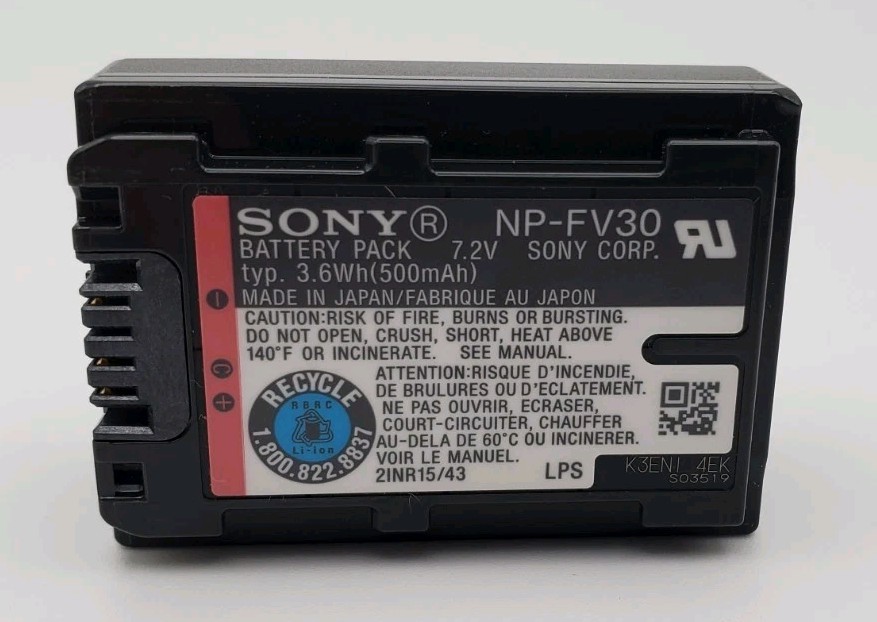 SONY® NP-FV30
BATTERY PACK 7.2V SONY CORP.
typ. 3.6Wh(500mAh)
MADE IN JAPAN/FABRIQUE AU JAPON
CAUTION:RISK OF FIRE, BURNS OR BURSTING.
DO NOT OPEN, CRUSH, SHORT, HEAT ABOVE
140°F OR INCINERATE. SEE MANUAL.
ATTENTION:RISQUE D'INCENDIE,
DE BRULURES OU D'ECLATEMENT.
NE PAS OUVRIR, ECRASER,
COURT-CIRCUITER, CHAUFFER
AU-DELA DE 60°C OU INCINERER.
VOIR LE MANUEL.
2INR15/43 LPS
RECYCLE
RBRC
Li-ion
1.800.822.8837
− C +
K3EN1 4EK
S03519